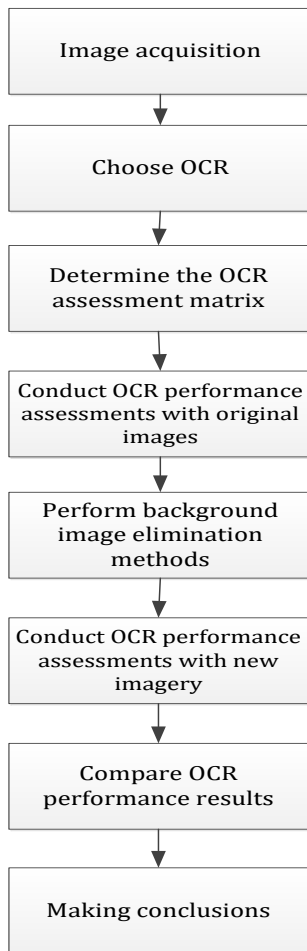 Image acquisition
Choose OCR
Determine the OCR
assessment matrix
Conduct OCR performance
assessments with original
images
Perform background
image elimination
methods
Conduct OCR performance
assessments with new
imagery
Compare OCR
performance results
Making conclusions